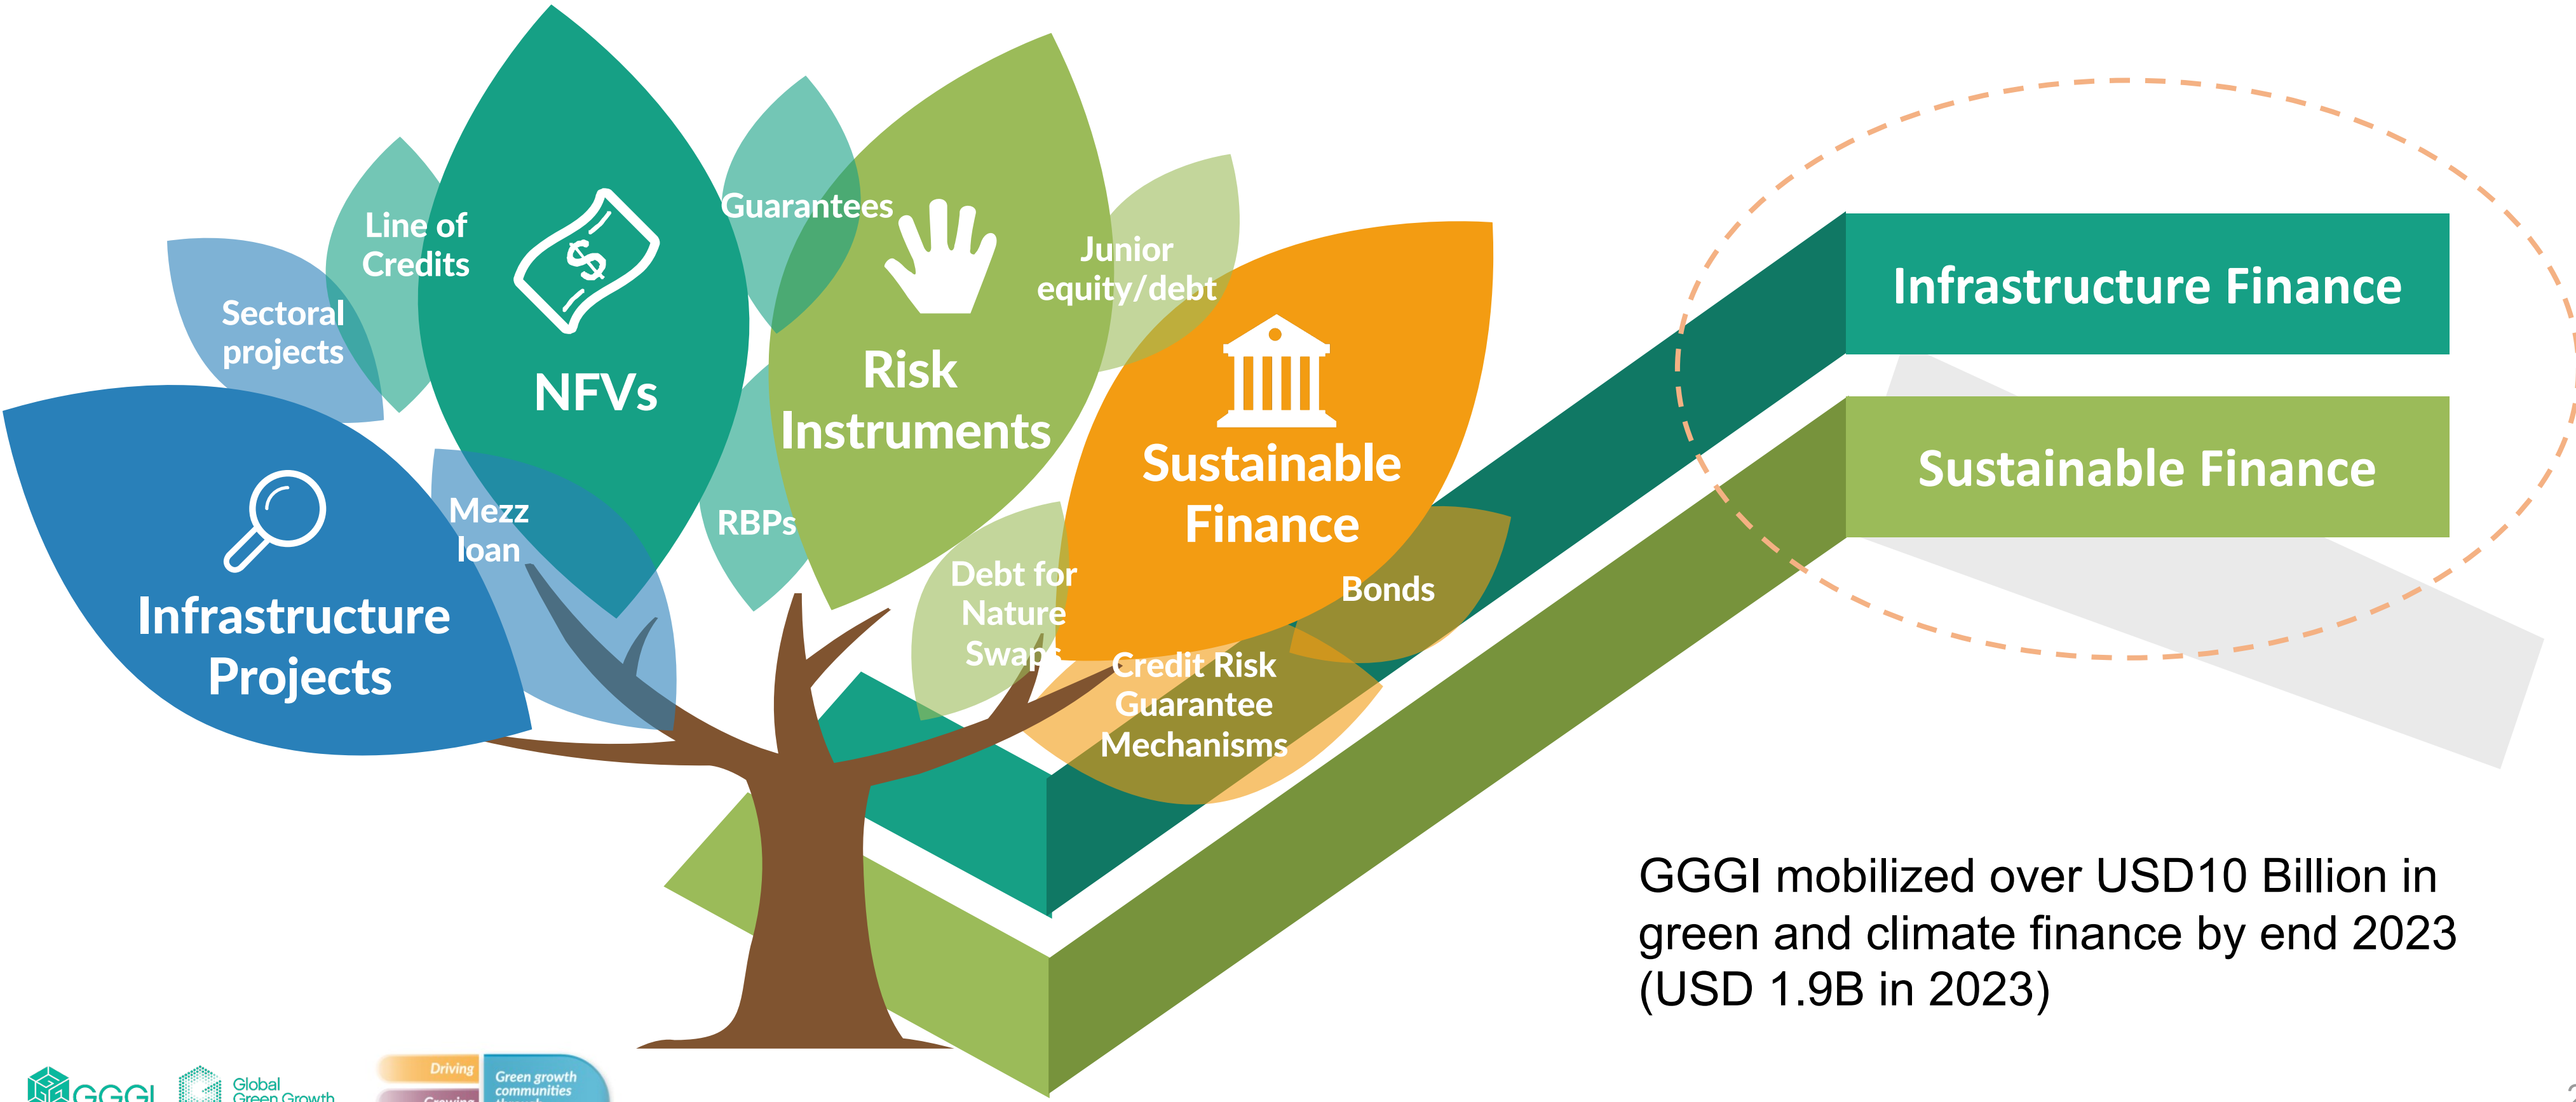 Line of
Credits
Sectoral
projects
NFVs
Guarantees
Risk
Instruments
Junior
equity/debt
Sustainable
Finance
Infrastructure
Projects
Mezz
loan
RBPs
Debt for
Nature
Swaps
Bonds
Credit Risk
Guarantee
Mechanisms
Infrastructure Finance
Sustainable Finance
GGGI mobilized over USD10 Billion in
green and climate finance by end 2023
(USD 1.9B in 2023)
GGGI
Global
Green Growth
Driving
Green growth
communities